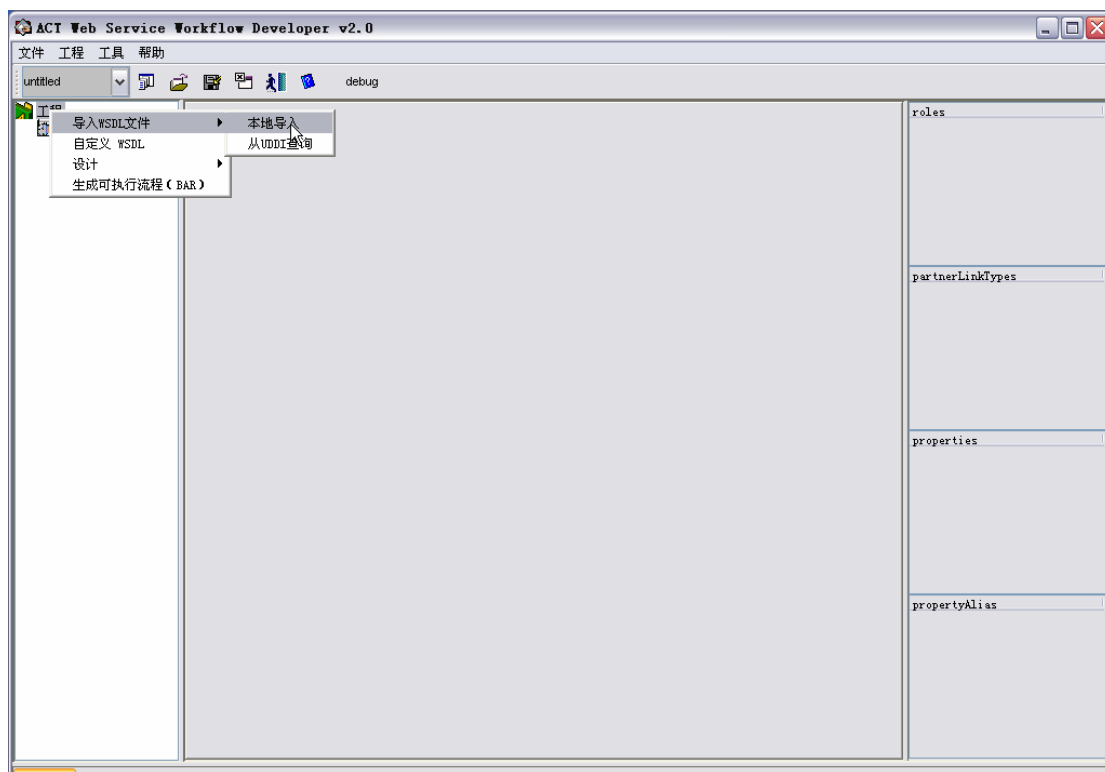 ACT Web Service Workflow Developer v2.0
文件 工程 工具 帮助
untitled debug
工程
导入WSDL文件 本地导入
自定义 WSDL 从UDDI查询
设计
生成可执行流程(BAR)
roles
partnerLinkTypes
properties
propertyAlias